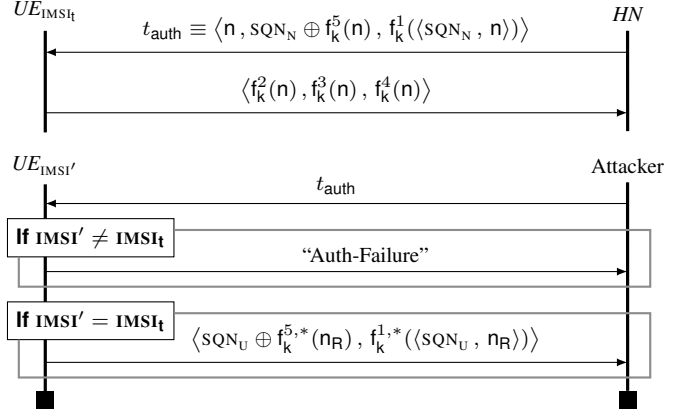 UE_IMSI_t HN
t_auth ≡ ⟨n , SQN_N ⊕ f_k^5(n) , f_k^1(⟨SQN_N , n⟩)⟩
⟨f_k^2(n) , f_k^3(n) , f_k^4(n)⟩
UE_IMSI′ Attacker
t_auth
If IMSI′ ≠ IMSI_t
“Auth-Failure”
If IMSI′ = IMSI_t
⟨SQN_U ⊕ f_k^{5,*}(n_R) , f_k^{1,*}(⟨SQN_U , n_R⟩)⟩